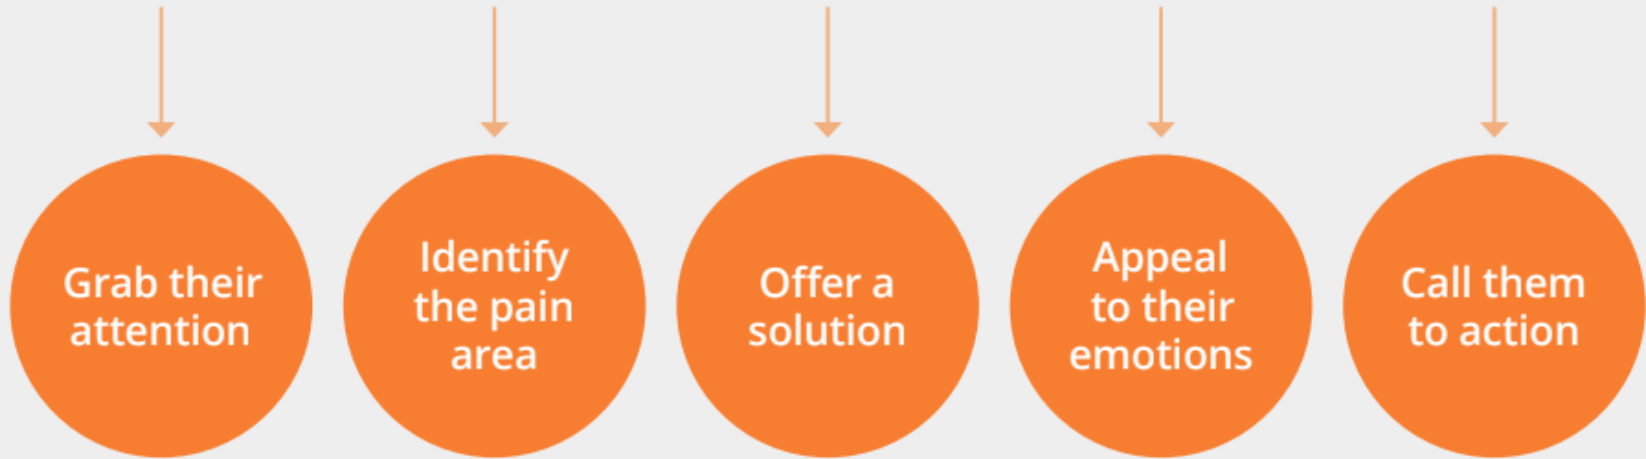 Grab their
attention
Identify
the pain
area
Offer a
solution
Appeal
to their
emotions
Call them
to action